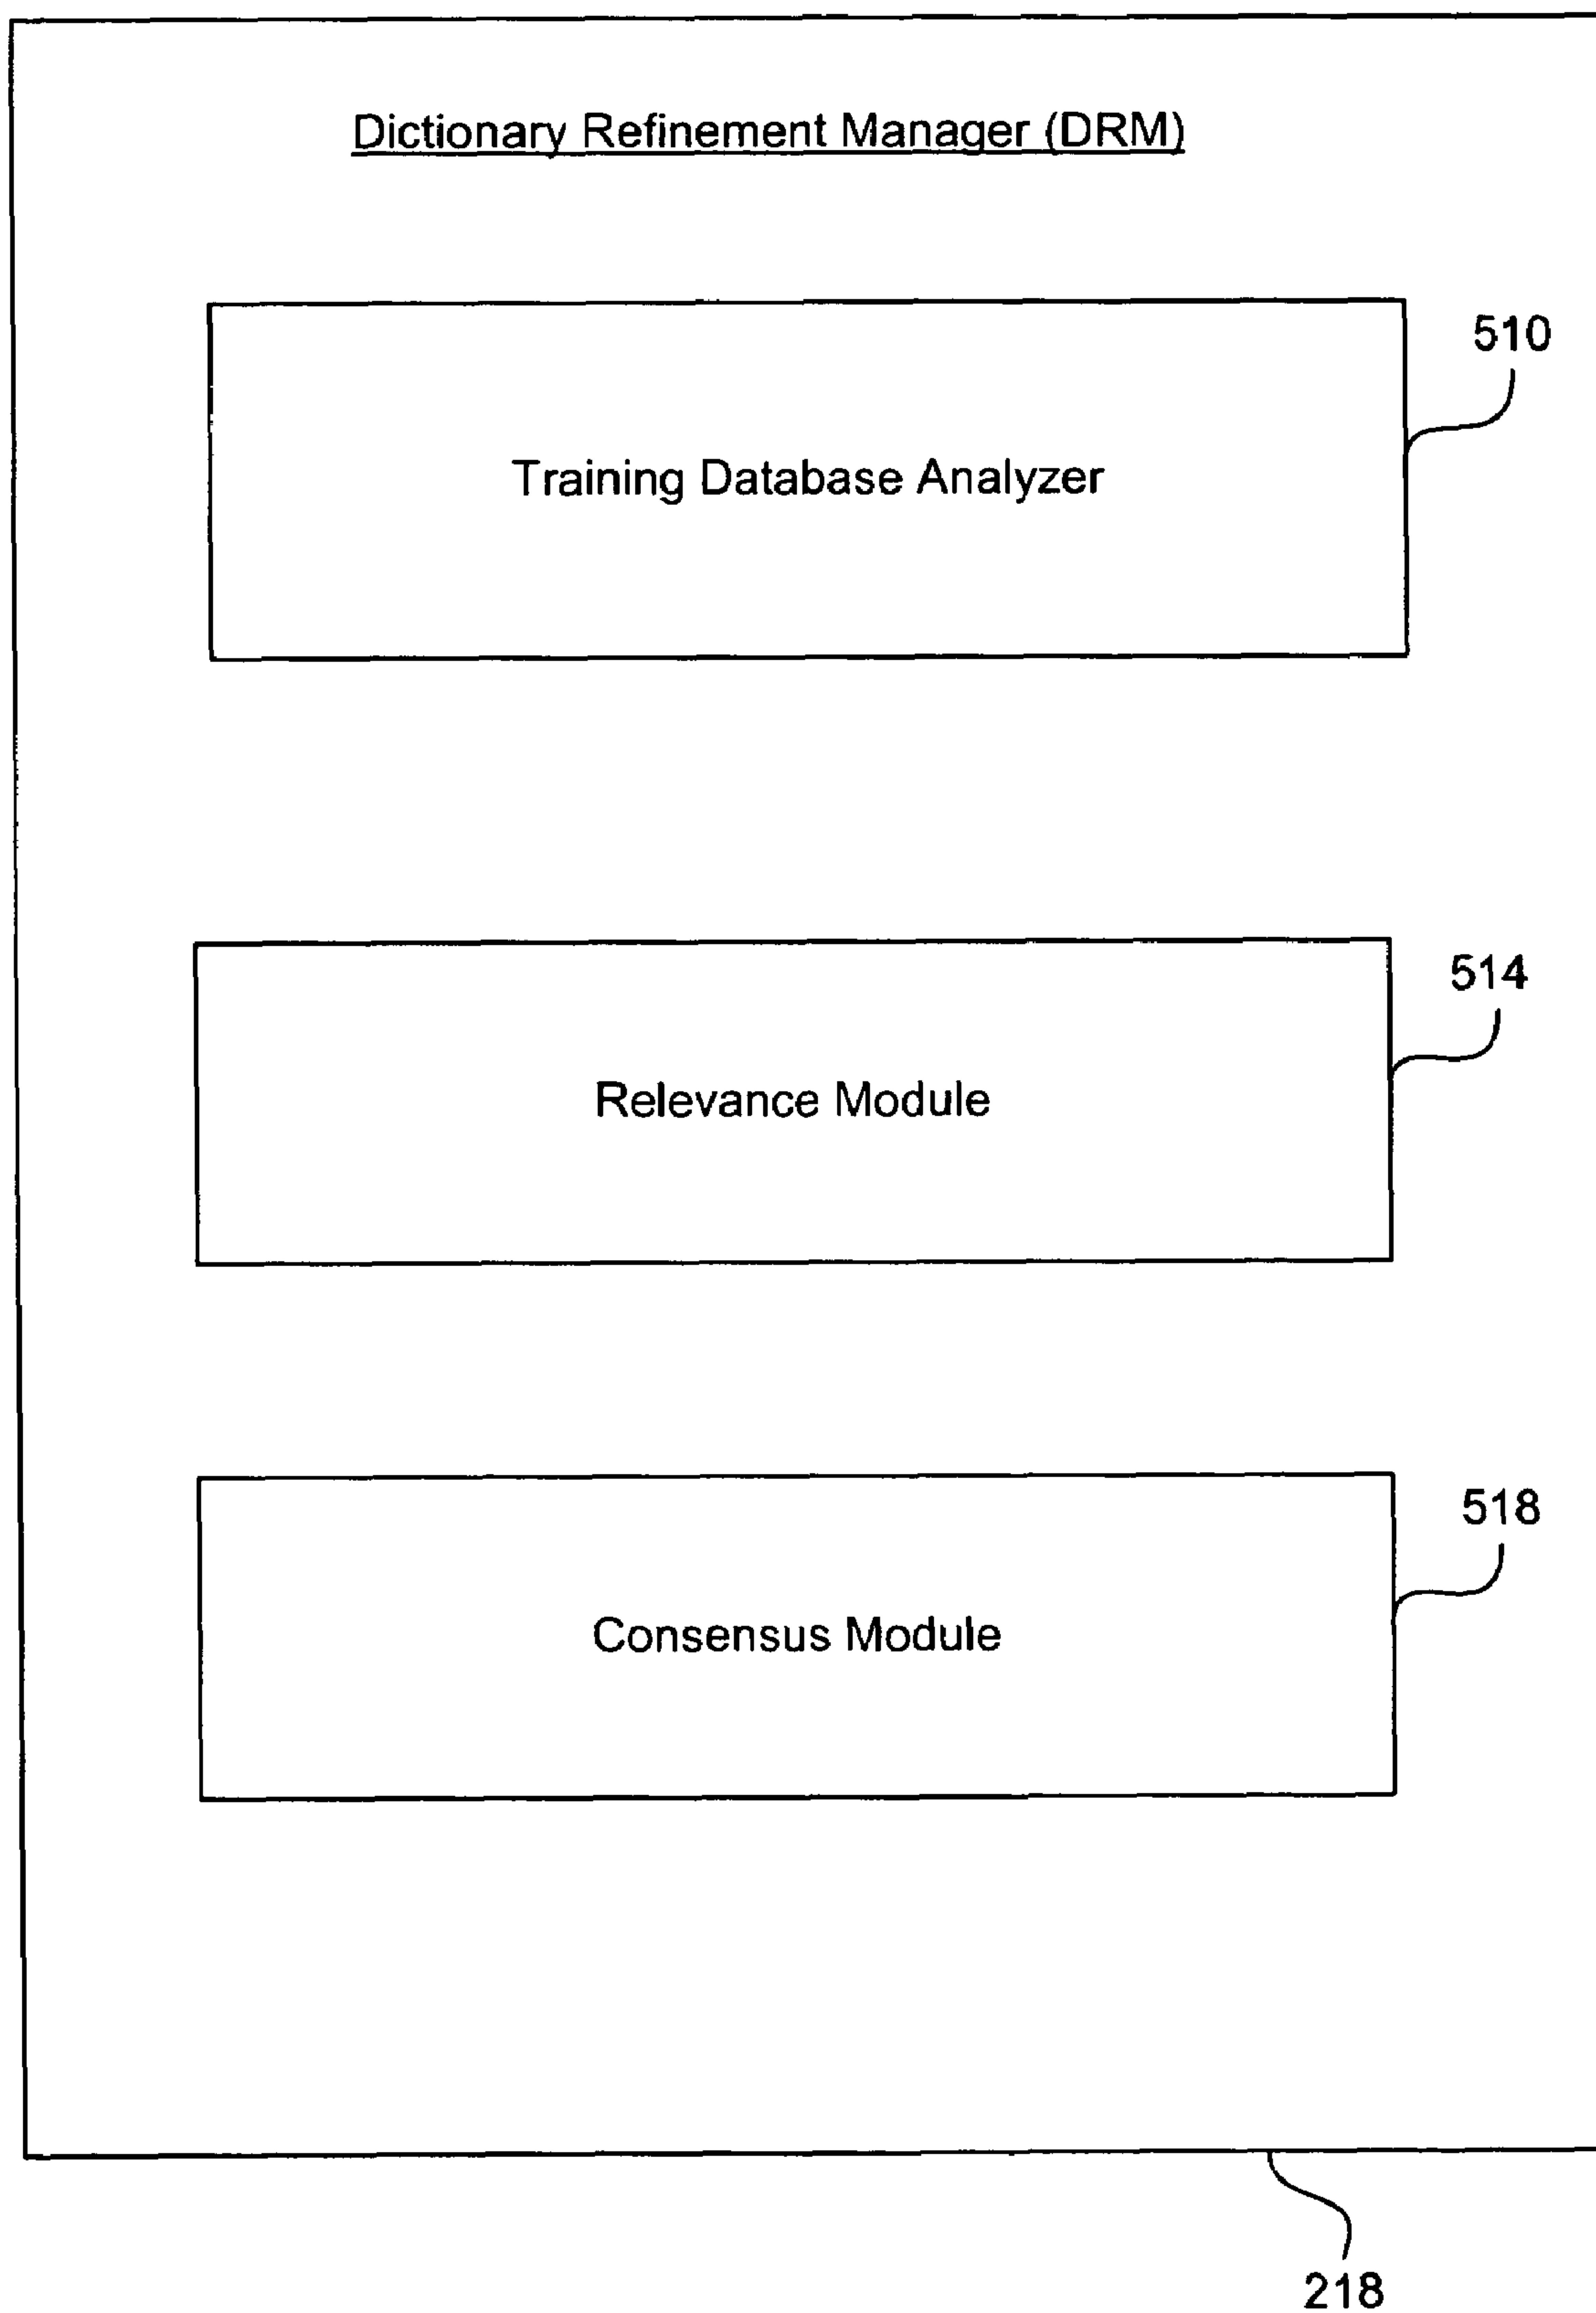 Dictionary Refinement Manager (DRM)
510
Training Database Analyzer
514
Relevance Module
518
Consensus Module
218